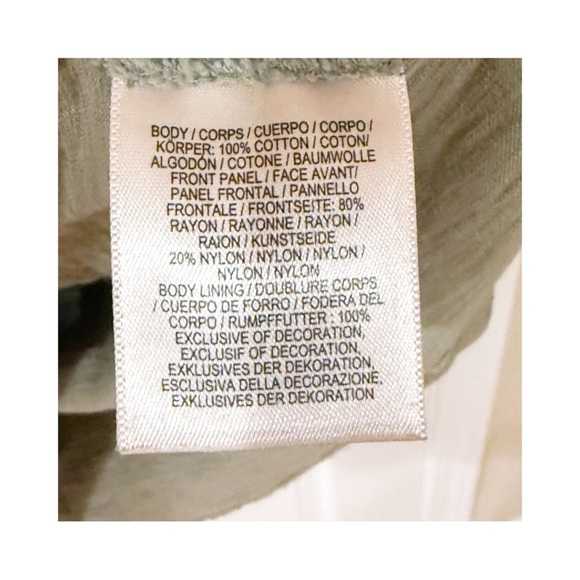 BODY / CORPS / CUERPO / CORPO /
KÖRPER: 100% COTTON / COTON/
ALGODÓN / COTONE / BAUMWOLLE
FRONT PANEL / FACE AVANT/
PANEL FRONTAL / PANNELLO
FRONTALE / FRONTSEITE: 80%
RAYON / RAYONNE / RAYON /
RAION / KUNSTSEIDE
20% NYLON / NYLON / NYLON /
NYLON / NYLON
BODY LINING / DOUBLURE CORPS
/ CUERPO DE FORRO / FODERA DEL
CORPO / RUMPFFUTTER : 100%
EXCLUSIVE OF DECORATION,
EXCLUSIF OF DECORATION,
EXKLUSIVES DER DEKORATION,
ESCLUSIVA DELLA DECORAZIONE,
EXKLUSIVES DER DEKORATION